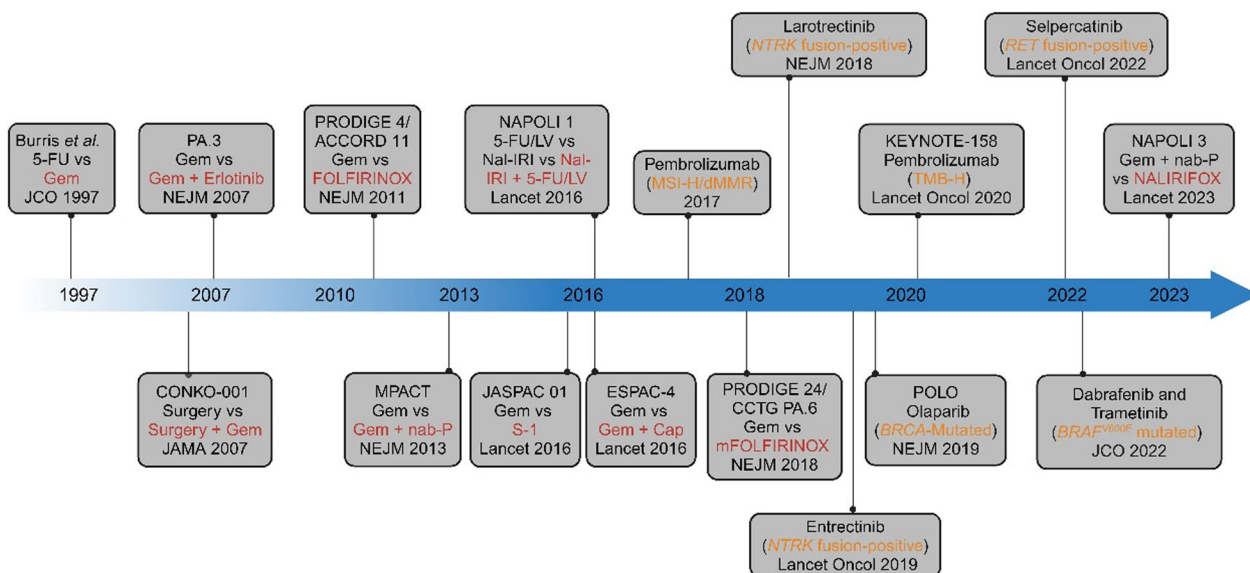 Larotrectinib
(NTRK fusion-positive)
NEJM 2018
Selpercatinib
(RET fusion-positive)
Lancet Oncol 2022
Burris et al.
5-FU vs
Gem
JCO 1997
PA.3
Gem vs
Gem + Erlotinib
NEJM 2007
PRODIGE 4/
ACCORD 11
Gem vs
FOLFIRINOX
NEJM 2011
NAPOLI 1
5-FU/LV vs
Nal-IRI vs Nal-
IRI + 5-FU/LV
Lancet 2016
Pembrolizumab
(MSI-H/dMMR)
2017
KEYNOTE-158
Pembrolizumab
(TMB-H)
Lancet Oncol 2020
NAPOLI 3
Gem + nab-P
vs NALIRIFOX
Lancet 2023
1997 2007 2010 2013 2016 2018 2020 2022 2023
CONKO-001
Surgery vs
Surgery + Gem
JAMA 2007
MPACT
Gem vs
Gem + nab-P
NEJM 2013
JASPAC 01
Gem vs
S-1
Lancet 2016
ESPAC-4
Gem vs
Gem + Cap
Lancet 2016
PRODIGE 24/
CCTG PA.6
Gem vs
mFOLFIRINOX
NEJM 2018
POLO
Olaparib
(BRCA-Mutated)
NEJM 2019
Dabrafenib and
Trametinib
(BRAF^V600E mutated)
JCO 2022
Entrectinib
(NTRK fusion-positive)
Lancet Oncol 2019